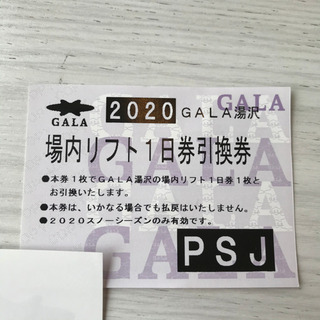 GALA
2020 GALA湯沢
場内リフト1日券引換券
●本券1枚でGALA湯沢の場内リフト1日券1枚と
お引換いたします。
●本券は、いかなる場合でも払戻はいたしません。
●2020スノーシーズンのみ有効です。
PSJ
GALA
GALA